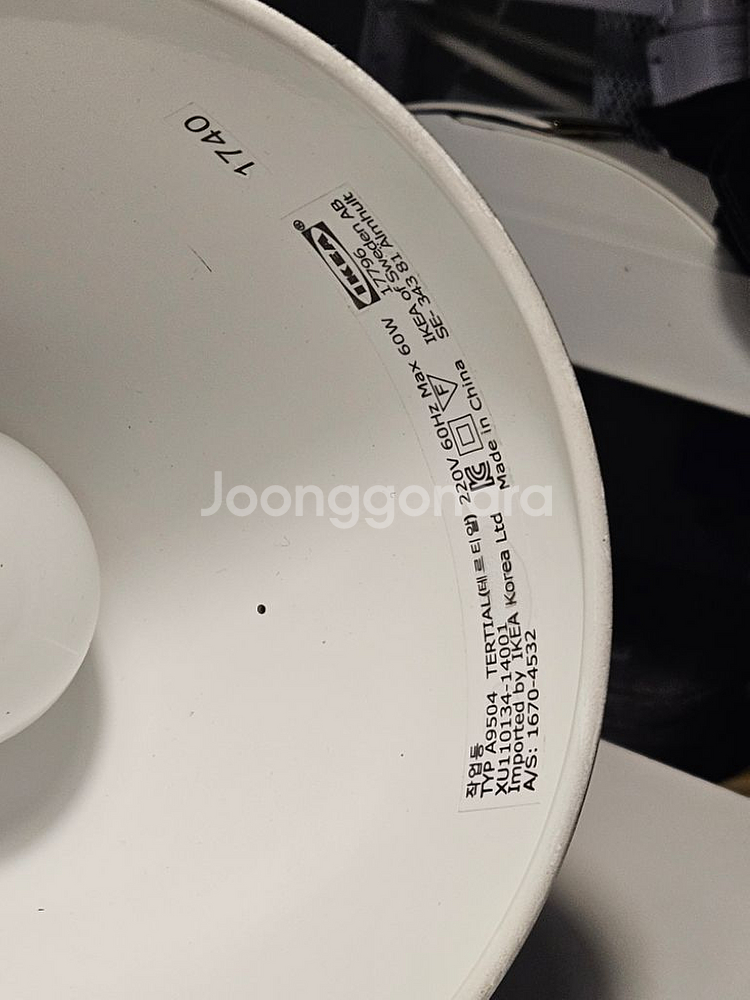 1740
IKEA®
17796
IKEA of Sweden AB
SE- 343 81 Älmhult
작업등
TYP A9504 TERTIAL(테르티알) 220V 60Hz Max 60W
XU110134-14001
F
Imported by IKEA Korea Ltd Made in China
A/S: 1670-4532
Joonggonara